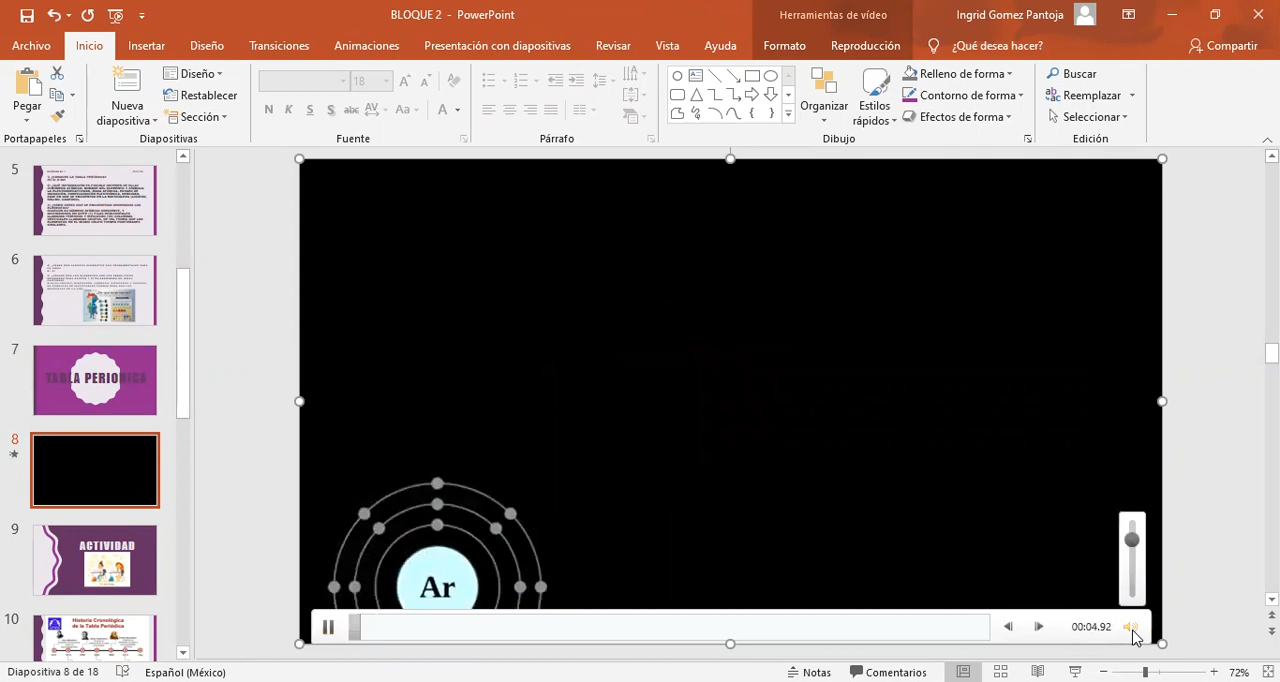 BLOQUE 2 - PowerPoint
Herramientas de vídeo
Ingrid Gomez Pantoja
Archivo Inicio Insertar Diseño Transiciones Animaciones Presentación con diapositivas Revisar Vista Ayuda Formato Reproducción ¿Qué desea hacer? Compartir
Pegar
Nueva diapositiva
Diseño
Restablecer
Sección
18
N K S S abc AV Aa A
Organizar
Estilos rápidos
Relleno de forma
Contorno de forma
Efectos de forma
Buscar
Reemplazar
Seleccionar
Portapapeles Diapositivas Fuente Párrafo Dibujo Edición
5
6
7
TABLA PERIODICA
8
9
ACTIVIDAD
10
Historia Cronológica
de la Tabla Periódica
Ar
00:04.92
Diapositiva 8 de 18 Español (México) Notas Comentarios 72%